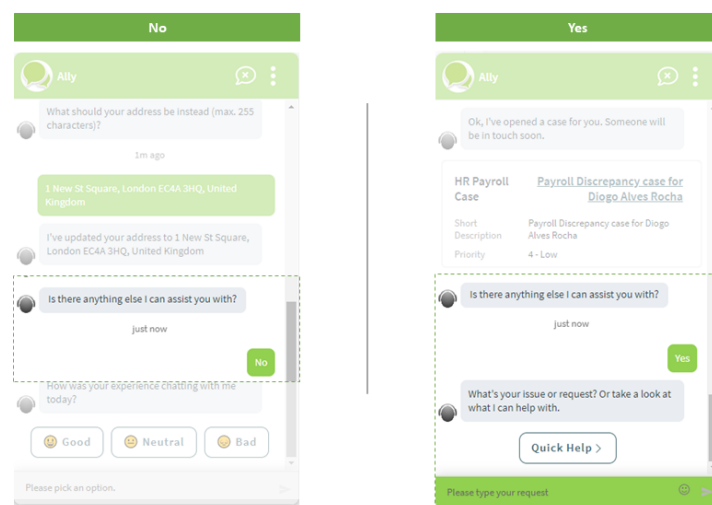 No
Ally
What should your address be instead (max. 255
characters)?
1m ago
1 New St Square, London EC4A 3HQ, United
Kingdom
I've updated your address to 1 New St Square,
London EC4A 3HQ, United Kingdom
Is there anything else I can assist you with?
just now
No
How was your experience chatting with me
today?
Good
Neutral
Bad
Please pick an option.
Yes
Ally
Ok, I've opened a case for you. Someone will
be in touch soon.
HR Payroll
Case
Payroll Discrepancy case for
Diogo Alves Rocha
Short
Description
Payroll Discrepancy case for Diogo
Alves Rocha
Priority
4 - Low
Is there anything else I can assist you with?
just now
Yes
What's your issue or request? Or take a look at
what I can help with.
Quick Help >
Please type your request